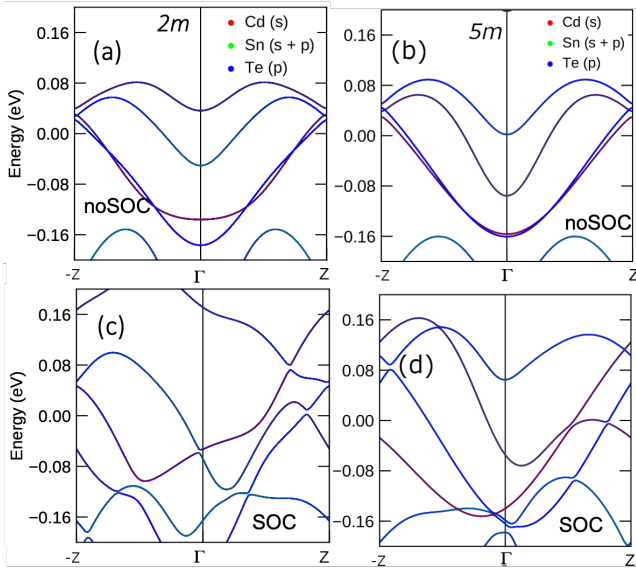 (a) 2m
Cd (s)
Sn (s + p)
Te (p)
noSOC
Energy (eV)
0.16
0.08
0.00
−0.08
−0.16
-Z Γ Z
(b) 5m
Cd (s)
Sn (s + p)
Te (p)
noSOC
0.16
0.08
0.00
−0.08
−0.16
-Z Γ Z
(c)
SOC
Energy (eV)
0.16
0.08
0.00
−0.08
−0.16
-Z Γ Z
(d)
SOC
0.16
0.08
0.00
−0.08
−0.16
-Z Γ Z